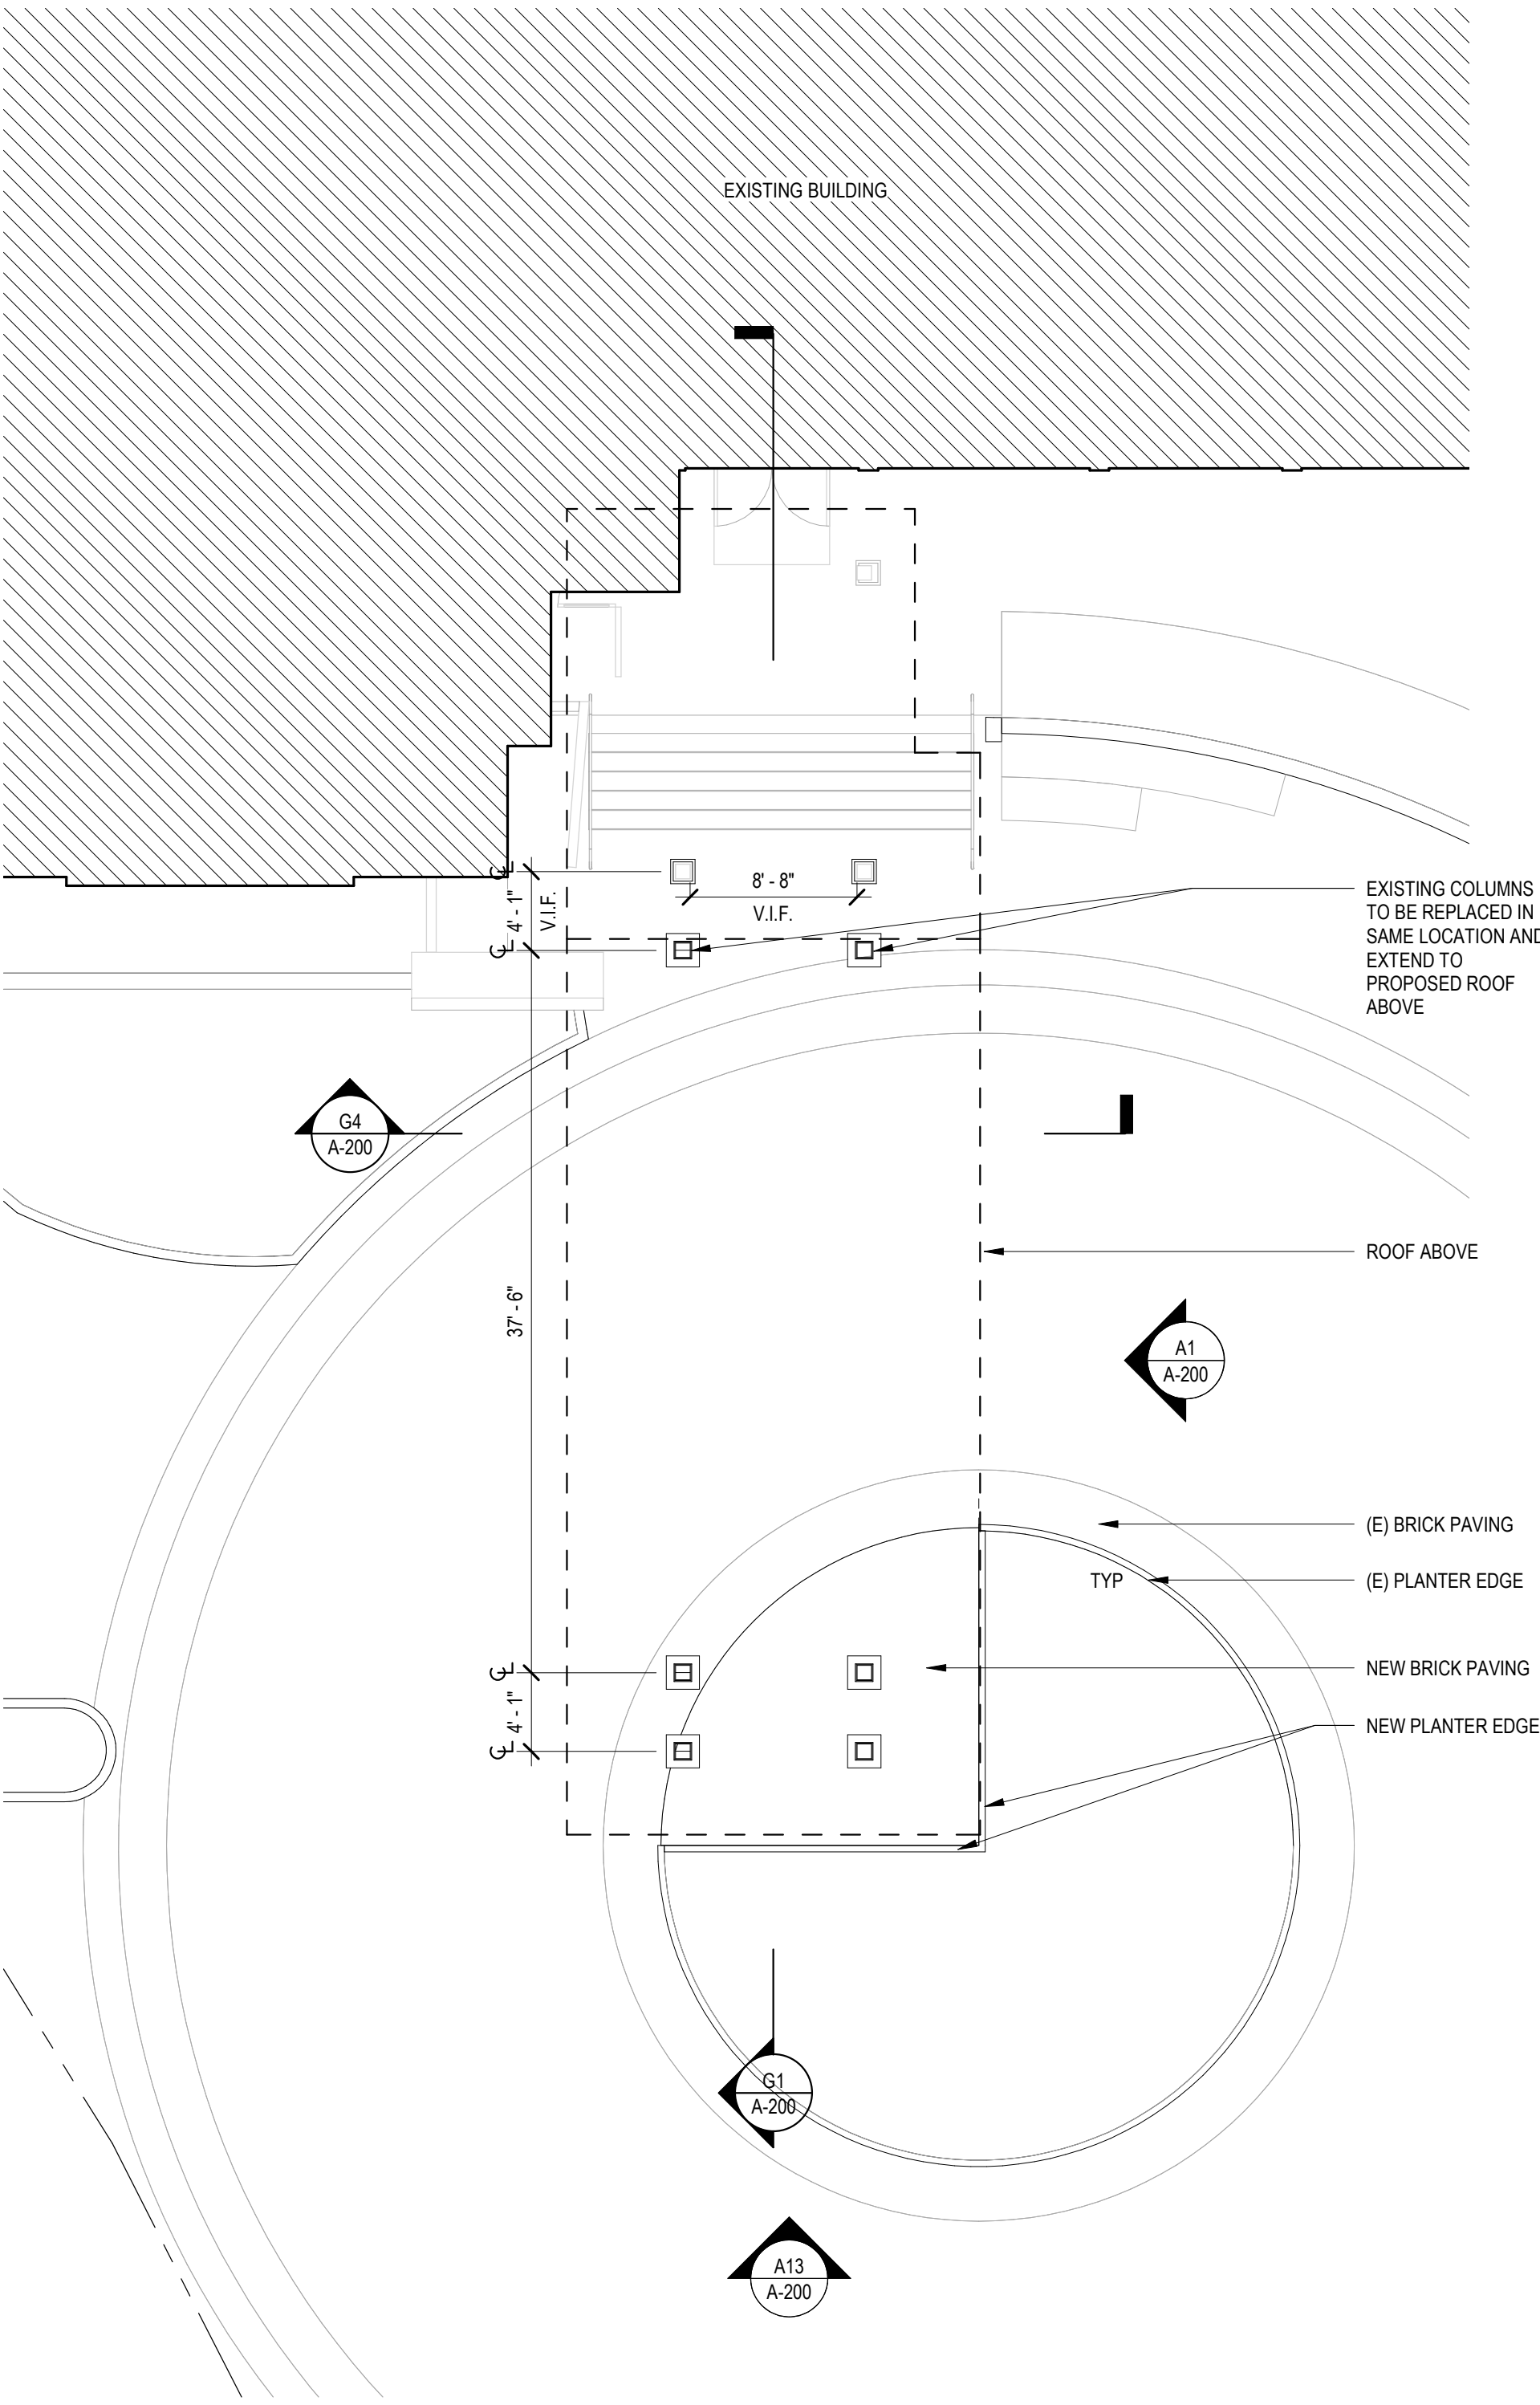 EXISTING BUILDING
8' - 8"
V.I.F.
4' - 1"
V.I.F.
EXISTING COLUMNS
TO BE REPLACED IN
SAME LOCATION AND
EXTEND TO
PROPOSED ROOF
ABOVE
G4
A-200
ROOF ABOVE
37' - 6"
A1
A-200
(E) BRICK PAVING
TYP
(E) PLANTER EDGE
NEW BRICK PAVING
4' - 1"
NEW PLANTER EDGE
G1
A-200
A13
A-200